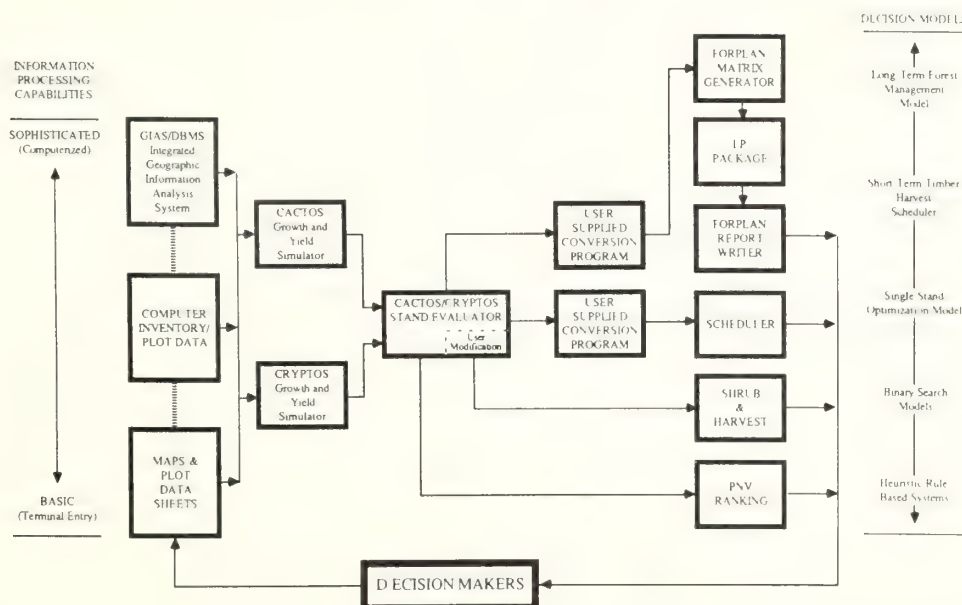 INFORMATION
PROCESSING
CAPABILITIES
SOPHISTICATED
(Computerized)
BASIC
(Terminal Entry)
GIAS/DBMS
Integrated
Geographic
Information
Analysis
System
COMPUTER
INVENTORY/
PLOT DATA
MAPS &
PLOT
DATA
SHEETS
CACTOS
Growth and
Yield
Simulator
CRYPTOS
Growth and
Yield
Simulator
CACTOS/CRYPTOS
STAND EVALUATOR
User
Modification
USER
SUPPLIED
CONVERSION
PROGRAM
USER
SUPPLIED
CONVERSION
PROGRAM
FORPLAN
MATRIX
GENERATOR
LP
PACKAGE
FORPLAN
REPORT
WRITER
SCHEDULER
SHRUB
&
HARVEST
PNV
RANKING
DECISION MAKERS
DECISION MODEL
Long Term Forest
Management
Model
Short Term Timber
Harvest
Scheduler
Single Stand
Optimization Model
Binary Search
Models
Heuristic Rule
Based Systems